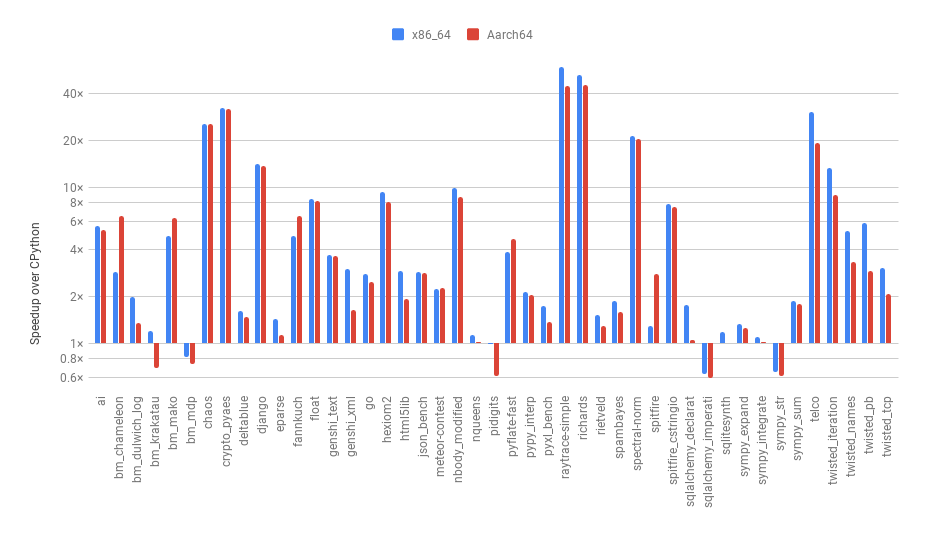 x86_64
Aarch64
Speedup over CPython
40×
20×
10×
8×
6×
4×
2×
1×
0.8×
0.6×
ai
bm_chameleon
bm_dulwich_log
bm_krakatau
bm_mako
bm_mdp
chaos
crypto_pyaes
deltablue
django
eparse
fannkuch
float
genshi_text
genshi_xml
go
hexiom2
html5lib
json_bench
meteor-contest
nbody_modified
nqueens
pidigits
pyflate-fast
pypy_interp
pyxl_bench
raytrace-simple
richards
rietveld
spambayes
spectral-norm
spitfire
spitfire_cstringio
sqlalchemy_declarat
sqlalchemy_imperati
sqlitesynth
sympy_expand
sympy_integrate
sympy_str
sympy_sum
telco
twisted_iteration
twisted_names
twisted_pb
twisted_tcp